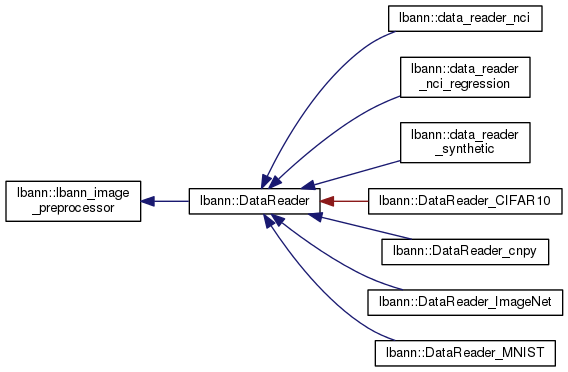 lbann::lbann_image
_preprocessor
lbann::DataReader
lbann::data_reader_nci
lbann::data_reader
_nci_regression
lbann::data_reader
_synthetic
lbann::DataReader_CIFAR10
lbann::DataReader_cnpy
lbann::DataReader_ImageNet
lbann::DataReader_MNIST